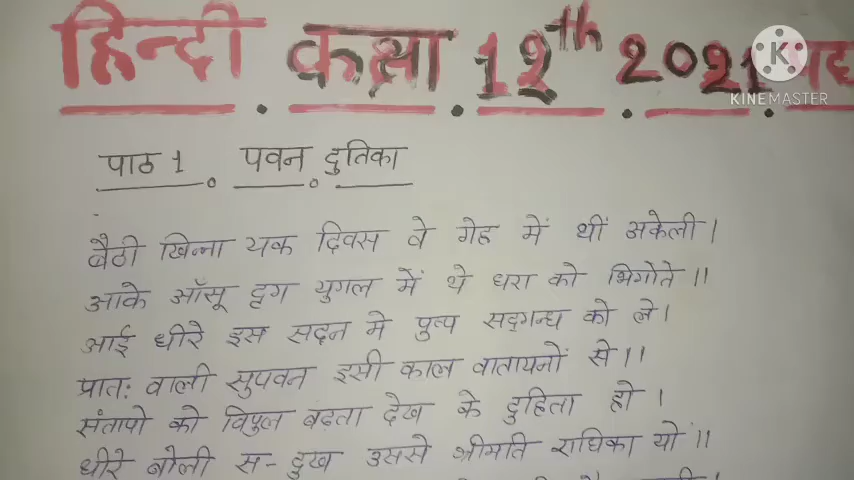 हिन्दी . कक्षा . 12th . 2021 . पद्य
KINEMASTER
पाठ 1 . पवन . दुतिका
बैठी खिन्ना यक दिवस वे गेह में थीं अकेली।
आके आँसू दृग युगल में थे धरा को भिगोते॥
आई धीरे इस सदन मे पुष्प सद्गन्ध को ले।
प्रातः वाली सुपवन इसी काल वातायनों से॥
संतापो को विपुल बढ़ता देख के दुहिता हो।
धीरे बोली स-दुख उससे श्रीमति राधिका यो॥